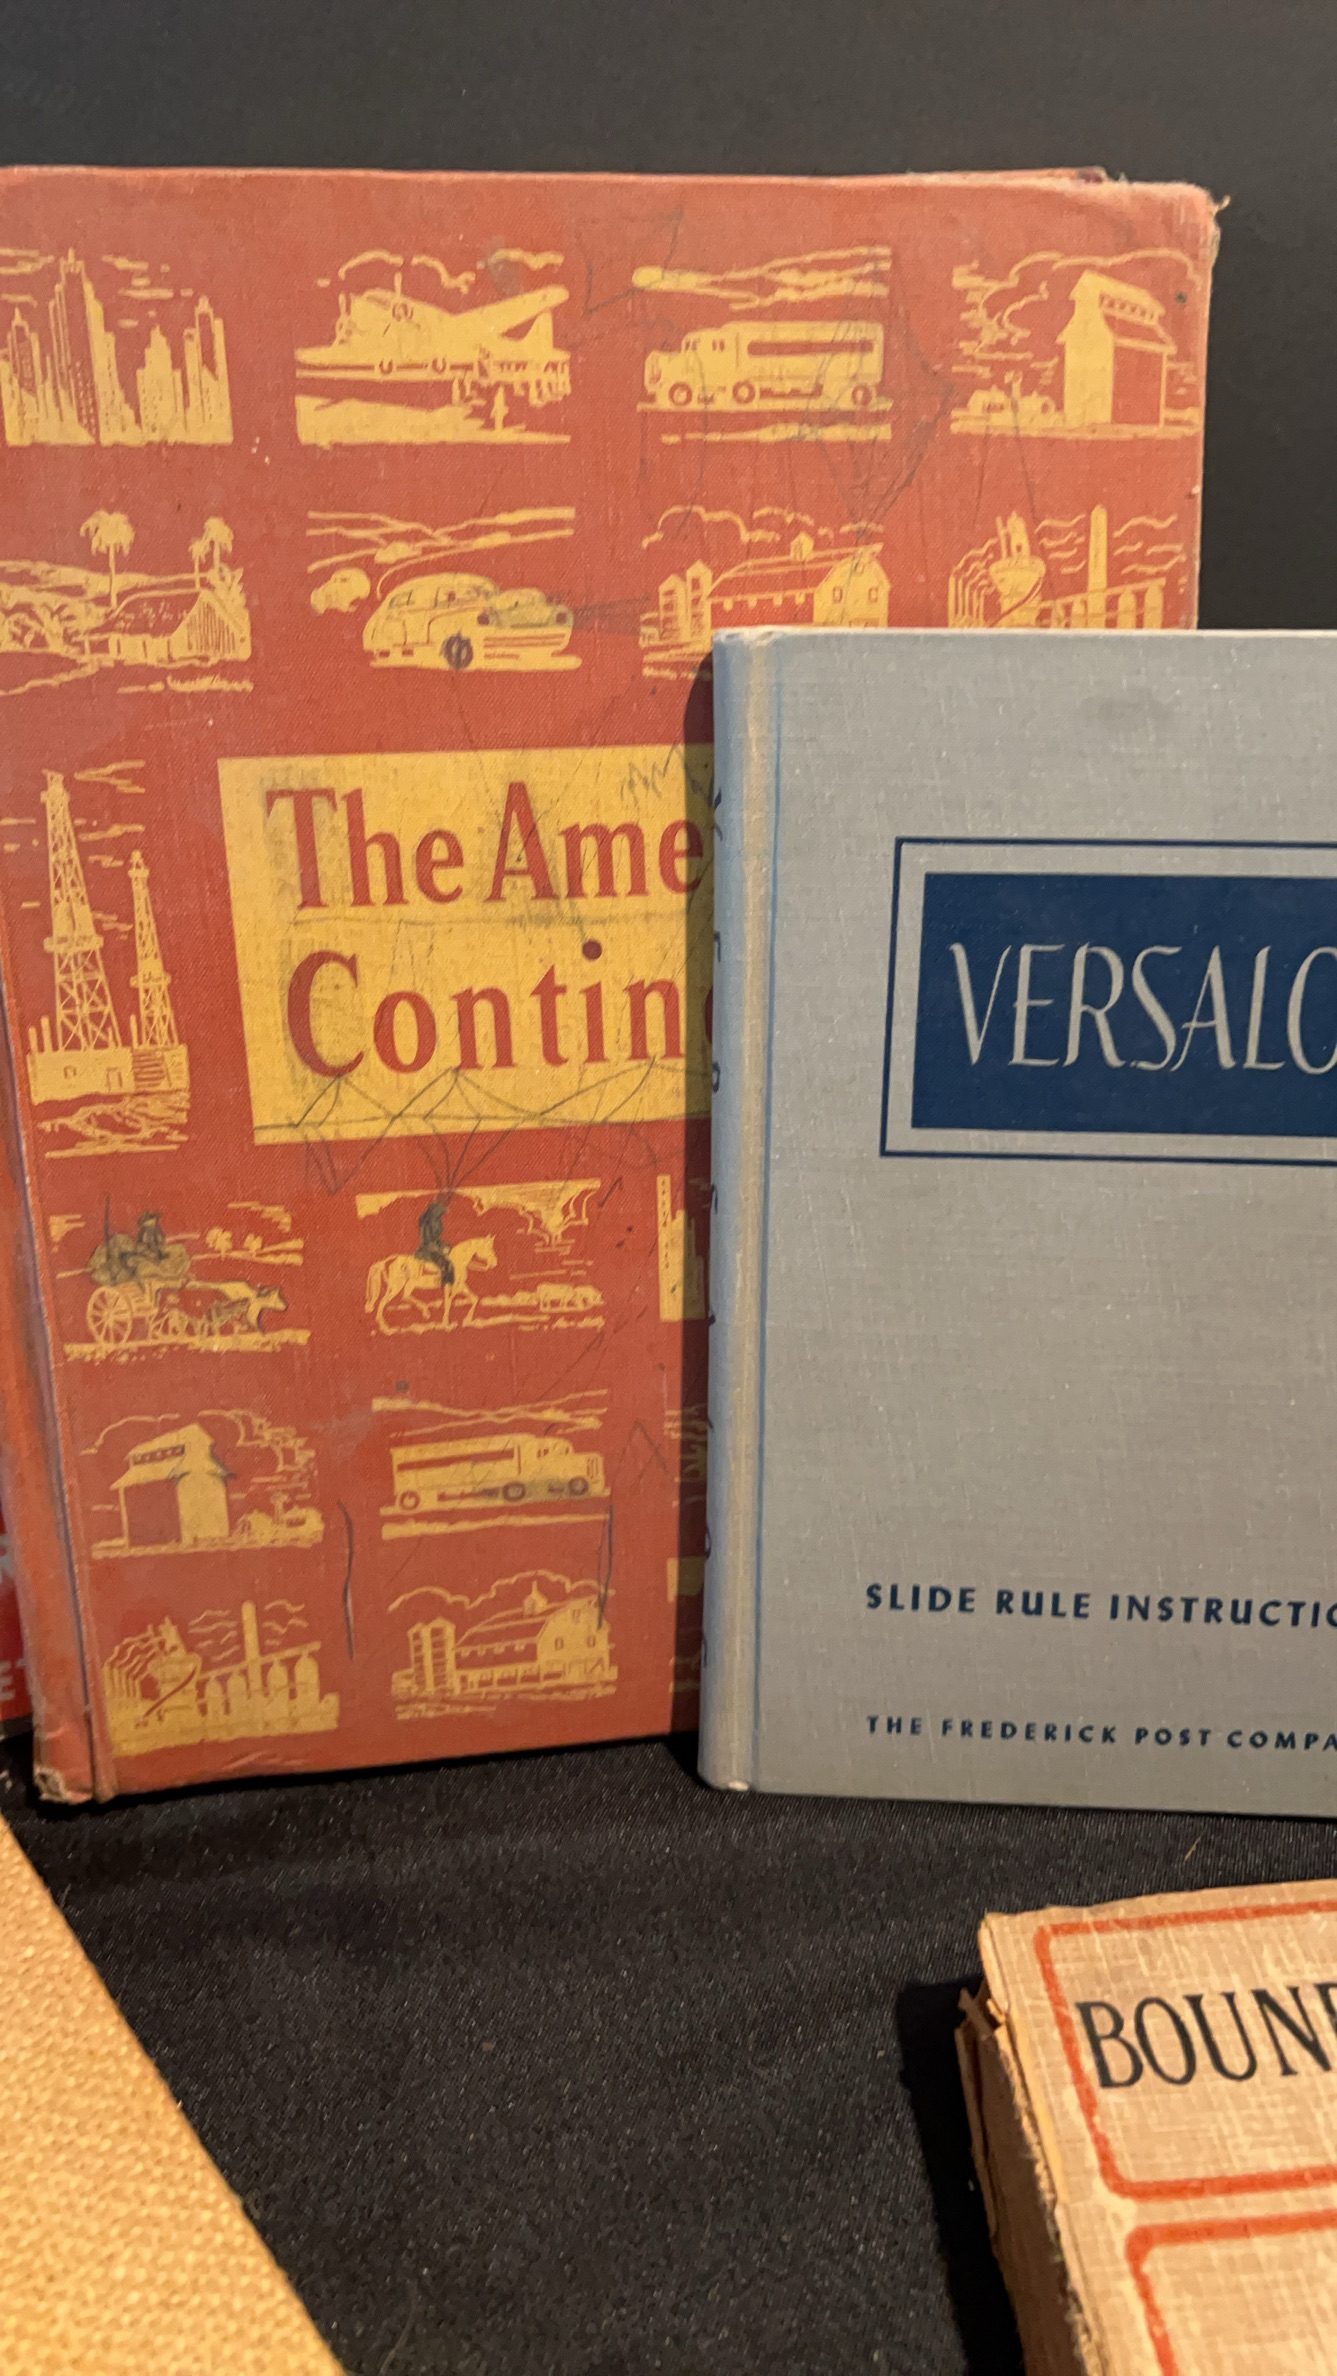 The Ame
Contin
VERSALO
SLIDE RULE INSTRUCTIO
THE FREDERICK POST COMPA
BOUN